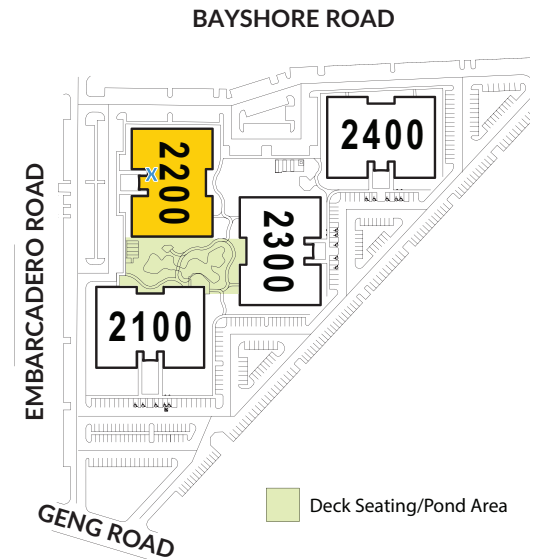 BAYSHORE ROAD
2400
2200
X
EMBARCADERO ROAD
2300
2100
Deck Seating/Pond Area
GENG ROAD